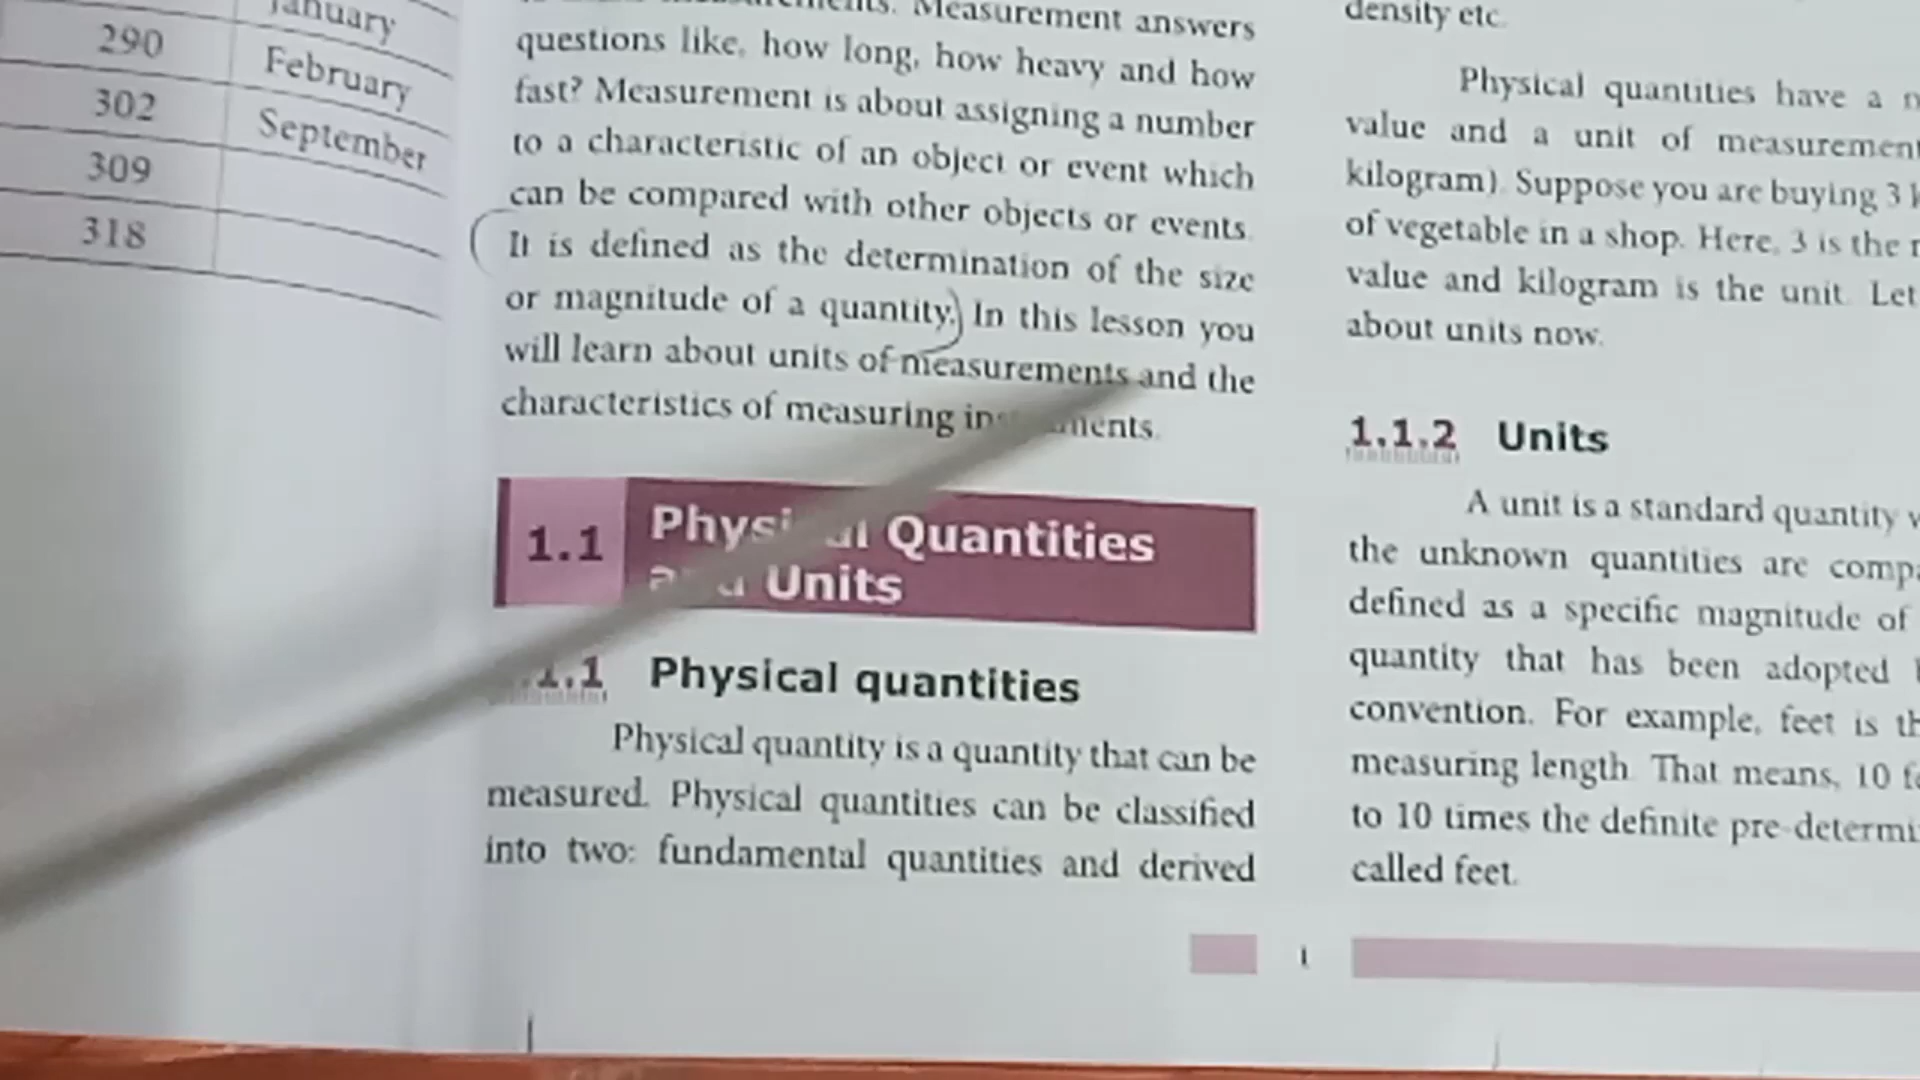 January
290 February
302 September
309
318
Measurement answers
questions like, how long, how heavy and how
fast? Measurement is about assigning a number
to a characteristic of an object or event which
can be compared with other objects or events.
It is defined as the determination of the size
or magnitude of a quantity. In this lesson you
will learn about units of measurements and the
characteristics of measuring
1.1 Quantities
Units
Physical quantities
Physical quantity is a quantity that can be
measured. Physical quantities can be classified
into two: fundamental quantities and derived
density etc.
Physical quantities have a
value and a unit of measurement
kilogram). Suppose you are buying 3
of vegetable in a shop. Here, 3 is the
value and kilogram is the unit. Let
about units now.
1.1.2 Units
A unit is a standard quantity
the unknown quantities are
defined as a specific magnitude of
quantity that has been adopted
convention. For example, feet is
measuring length. That means, 10
to 10 times the definite
called feet.
1